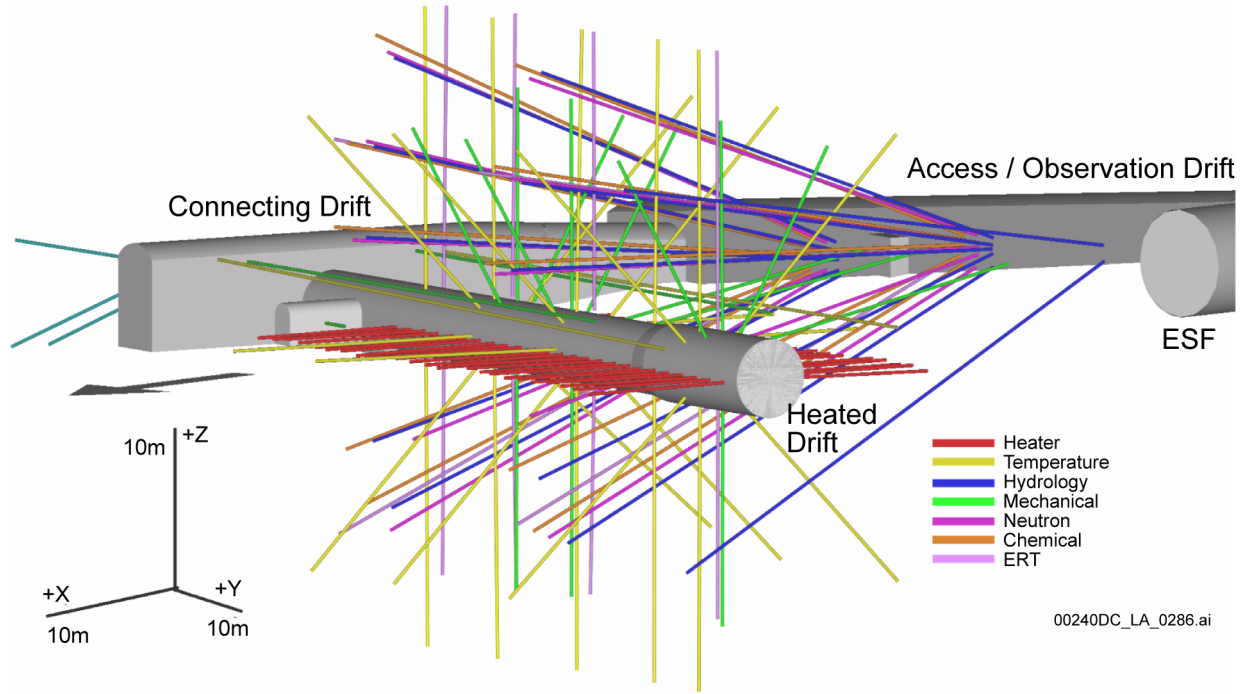 Access / Observation Drift
Connecting Drift
ESF
Heated
Drift
Heater
Temperature
Hydrology
Mechanical
Neutron
Chemical
ERT
10m
+Z
+X
10m
+Y
10m
00240DC_LA_0286.ai